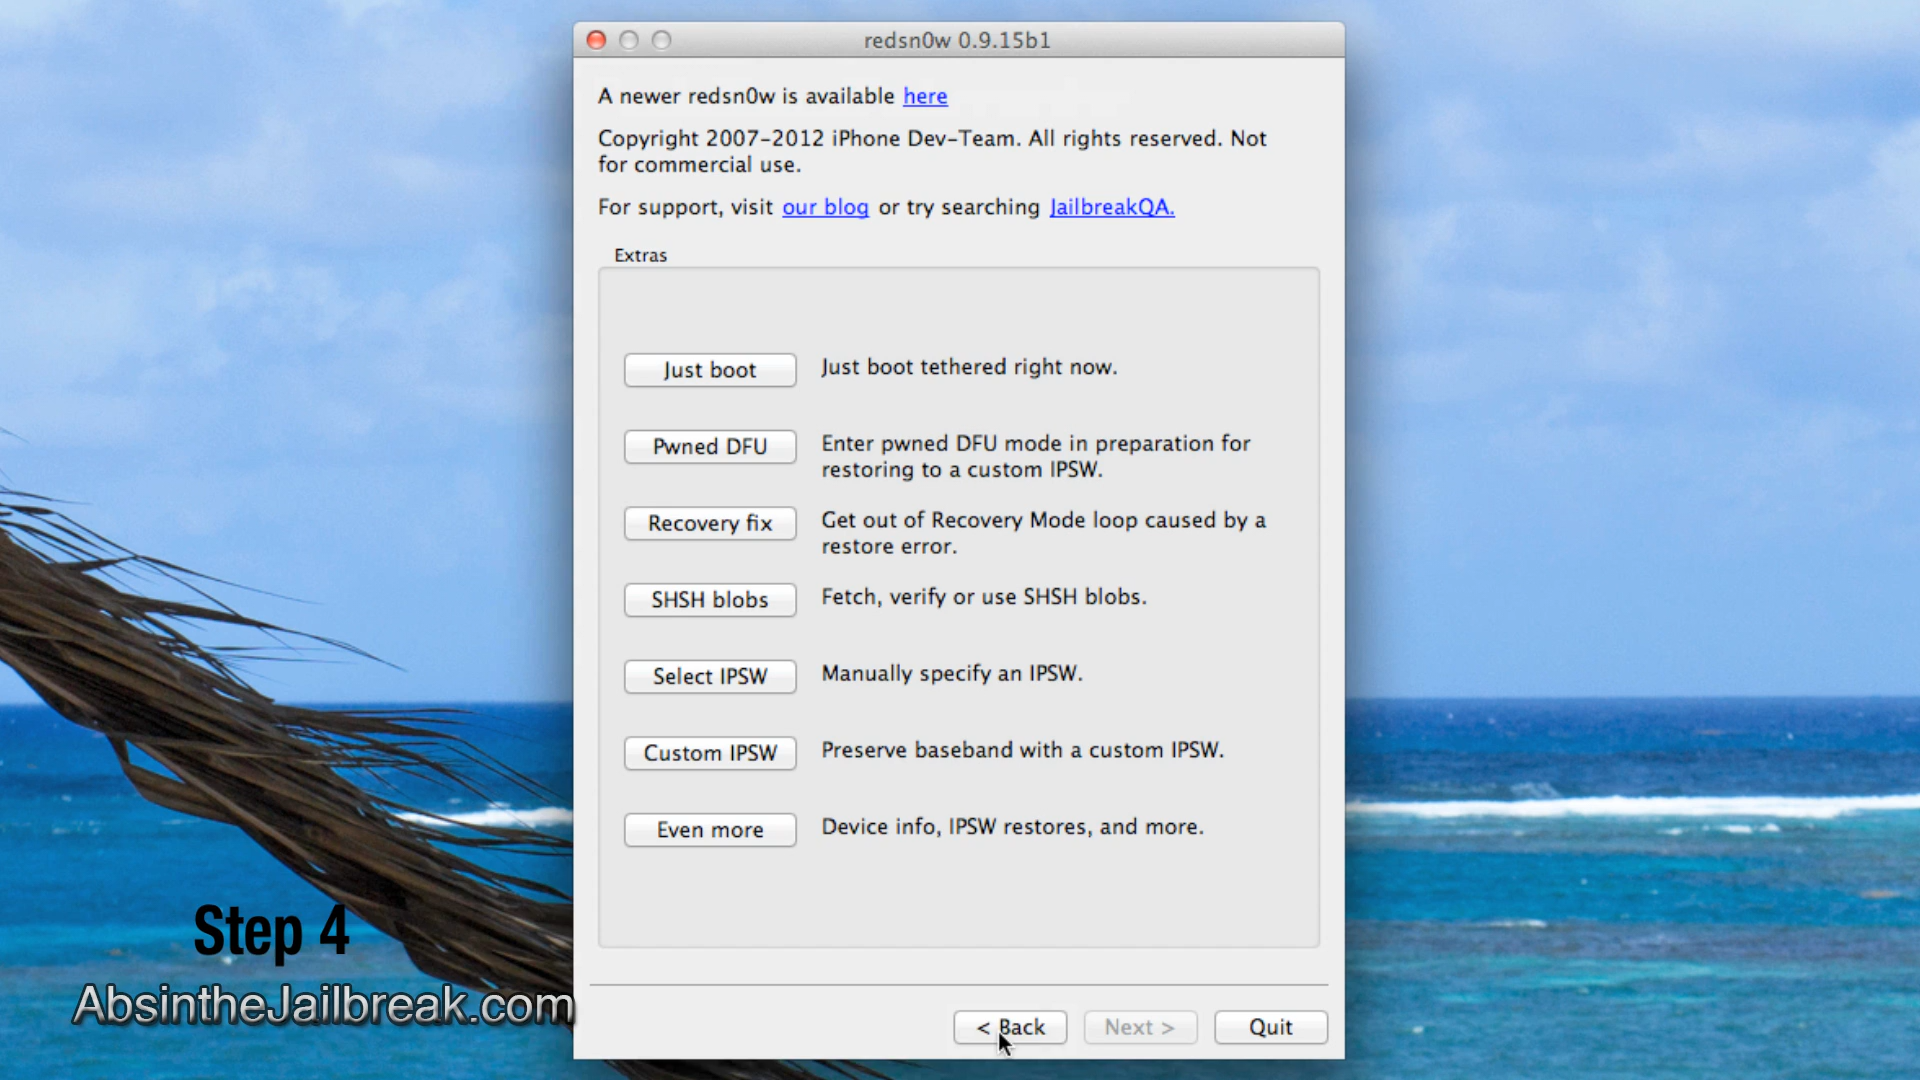 redsn0w 0.9.15b1
A newer redsn0w is available here
Copyright 2007-2012 iPhone Dev-Team. All rights reserved. Not
for commercial use.
For support, visit our blog or try searching JailbreakQA.
Extras
Just boot Just boot tethered right now.
Pwned DFU Enter pwned DFU mode in preparation for
restoring to a custom IPSW.
Recovery fix Get out of Recovery Mode loop caused by a
restore error.
SHSH blobs Fetch, verify or use SHSH blobs.
Select IPSW Manually specify an IPSW.
Custom IPSW Preserve baseband with a custom IPSW.
Even more Device info, IPSW restores, and more.
Step 4
AbsintheJailbreak.com
< Back Next > Quit